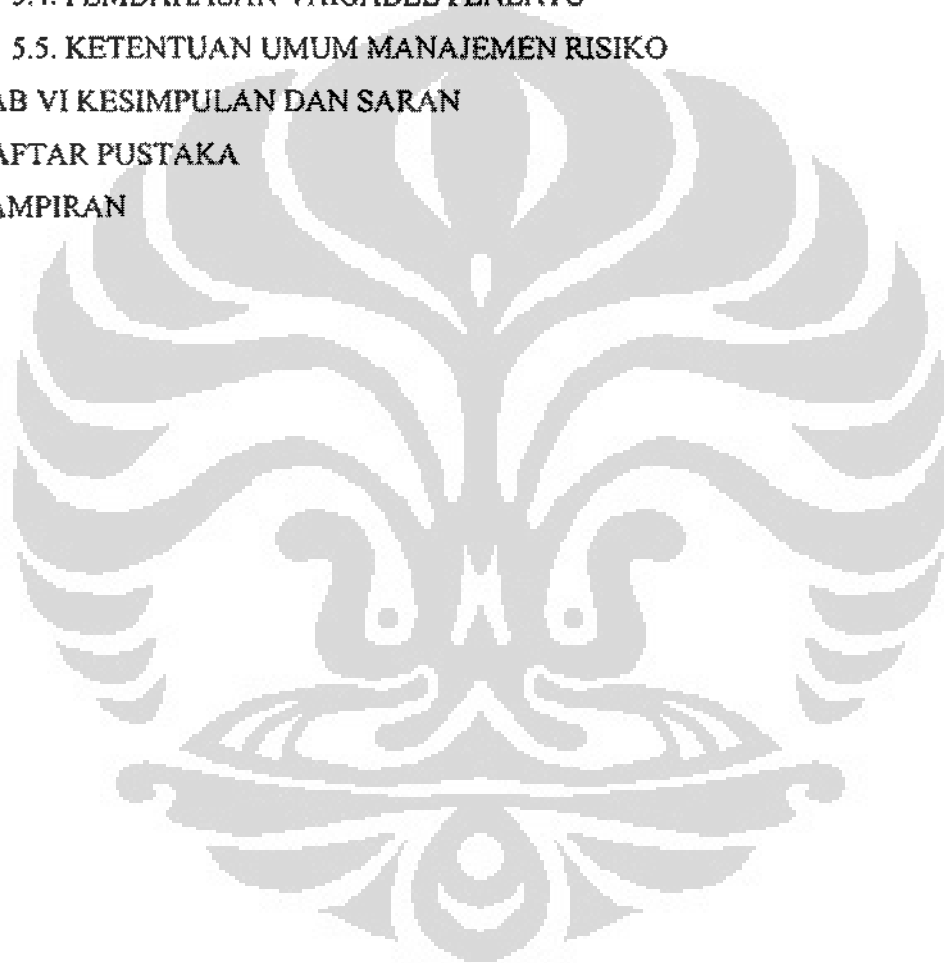 5.5. KETENTUAN UMUM MANAJEMEN RISIKO
AB VI KESIMPULAN DAN SARAN
AFTAR PUSTAKA
AMPIRAN